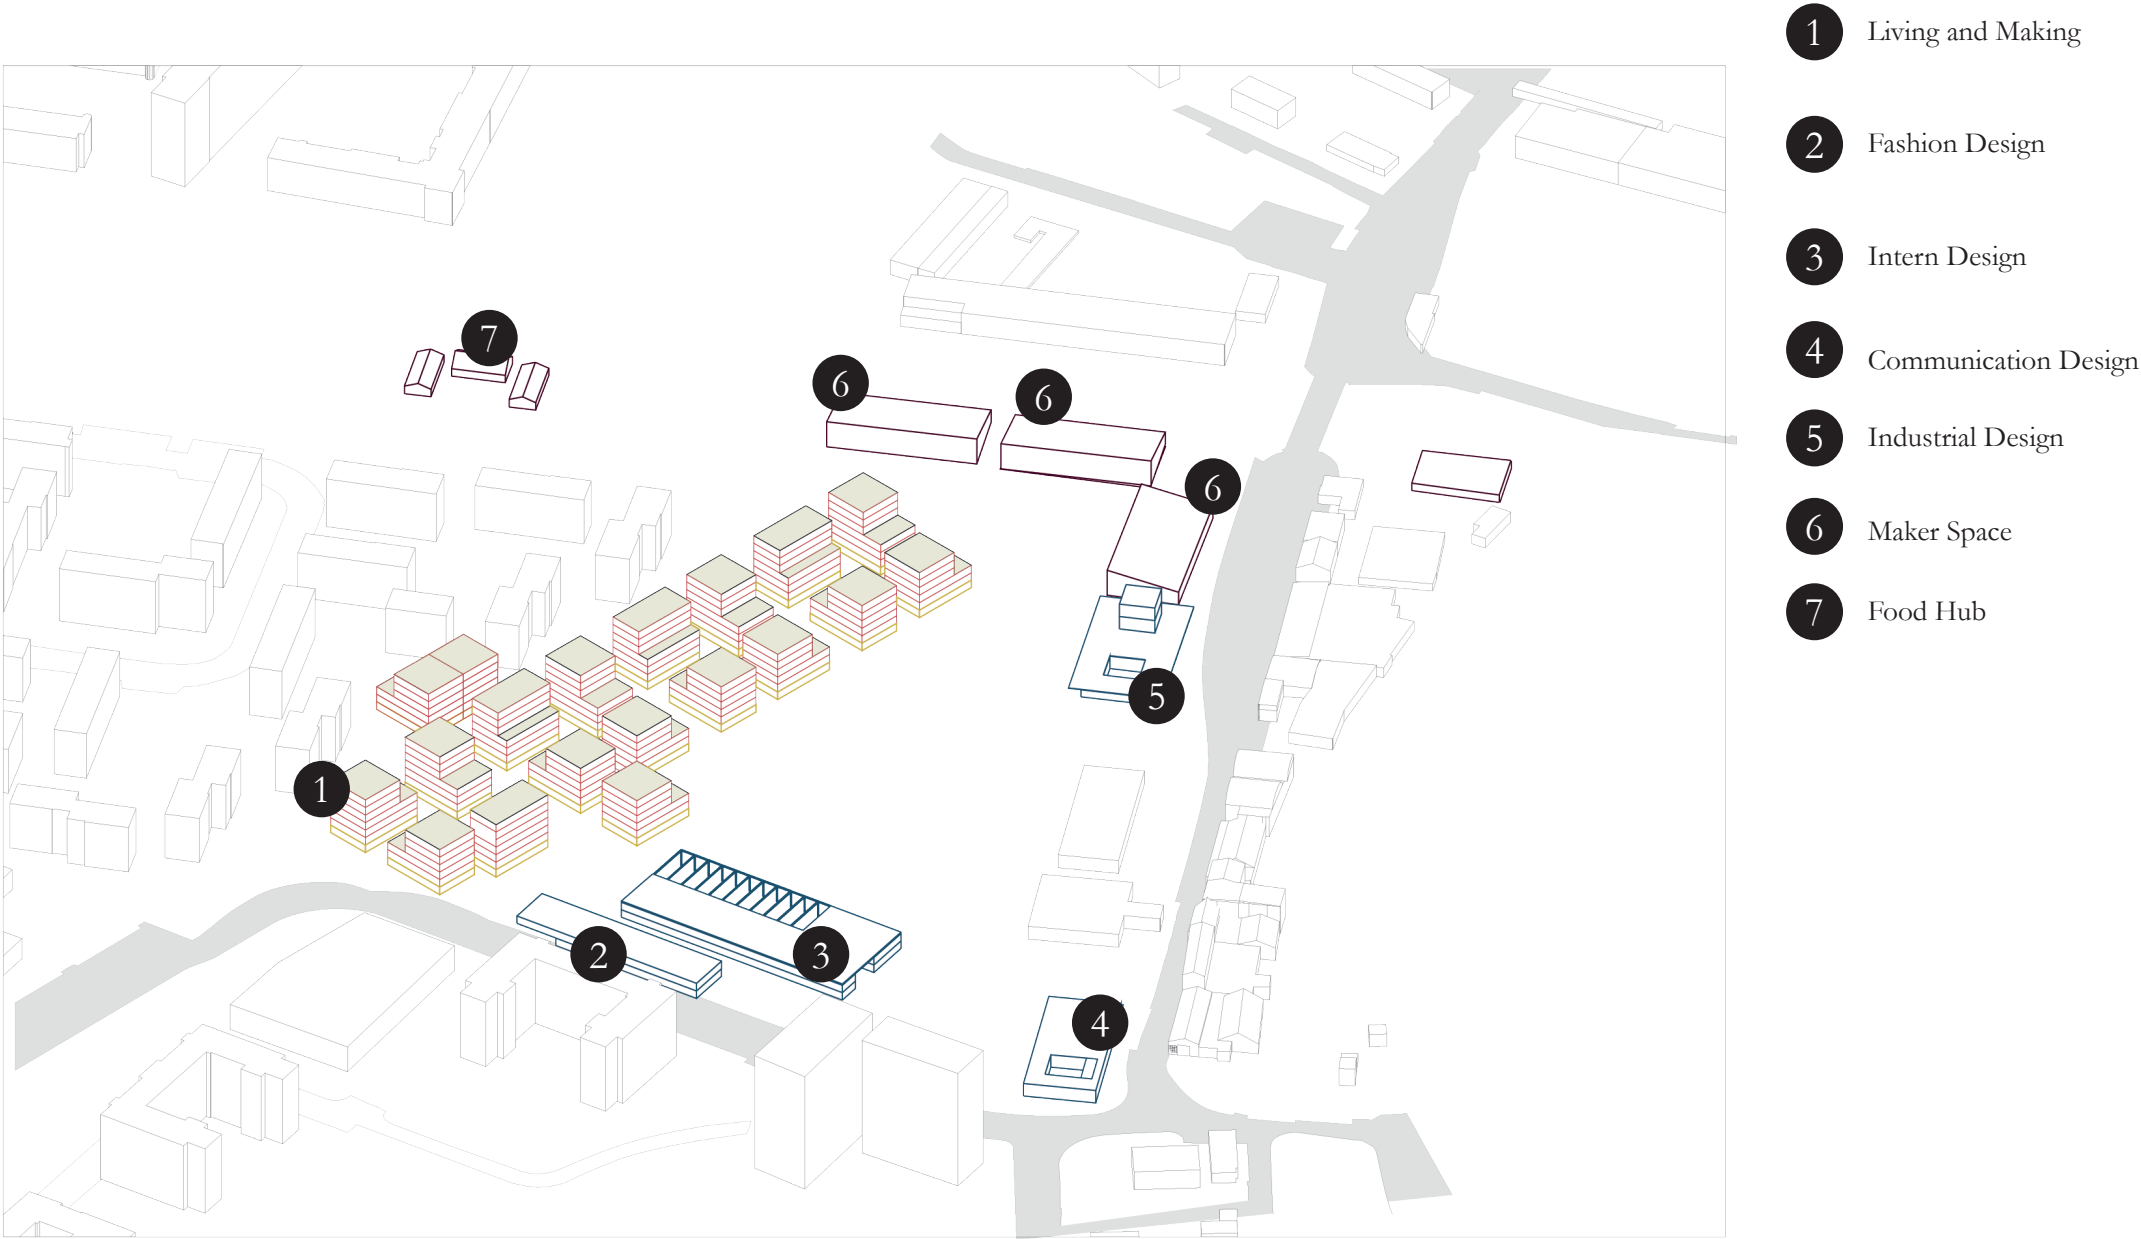 1 Living and Making
2 Fashion Design
3 Intern Design
4 Communication Design
5 Industrial Design
6 Maker Space
7 Food Hub
7
6
6
6
5
1
2
3
4